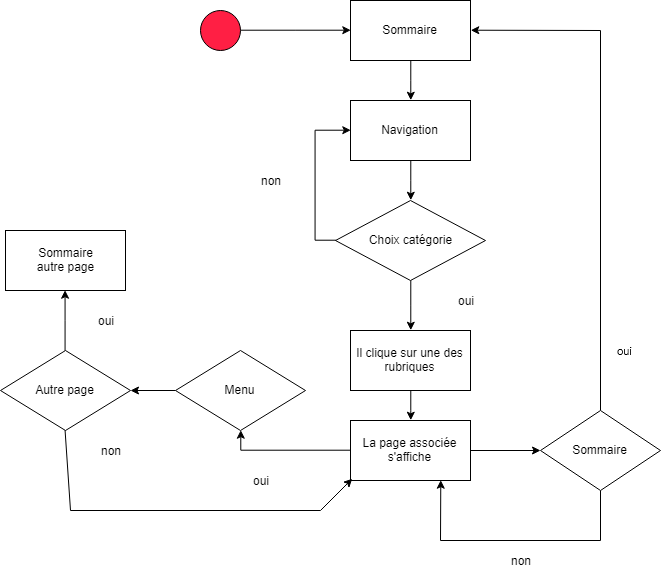 Sommaire
Navigation
non
Choix catégorie
Sommaire
autre page
oui
oui
Il clique sur une des
rubriques
oui
Autre page
Menu
La page associée
s'affiche
Sommaire
non
oui
non